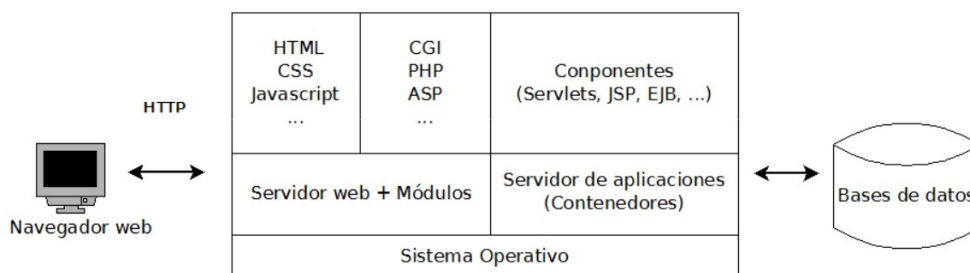 HTTP
Navegador web
HTML
CSS
Javascript
...
CGI
PHP
ASP
...
Conponentes
(Servlets, JSP, EJB, ...)
Servidor web + Módulos
Servidor de aplicaciones
(Contenedores)
Sistema Operativo
Bases de datos